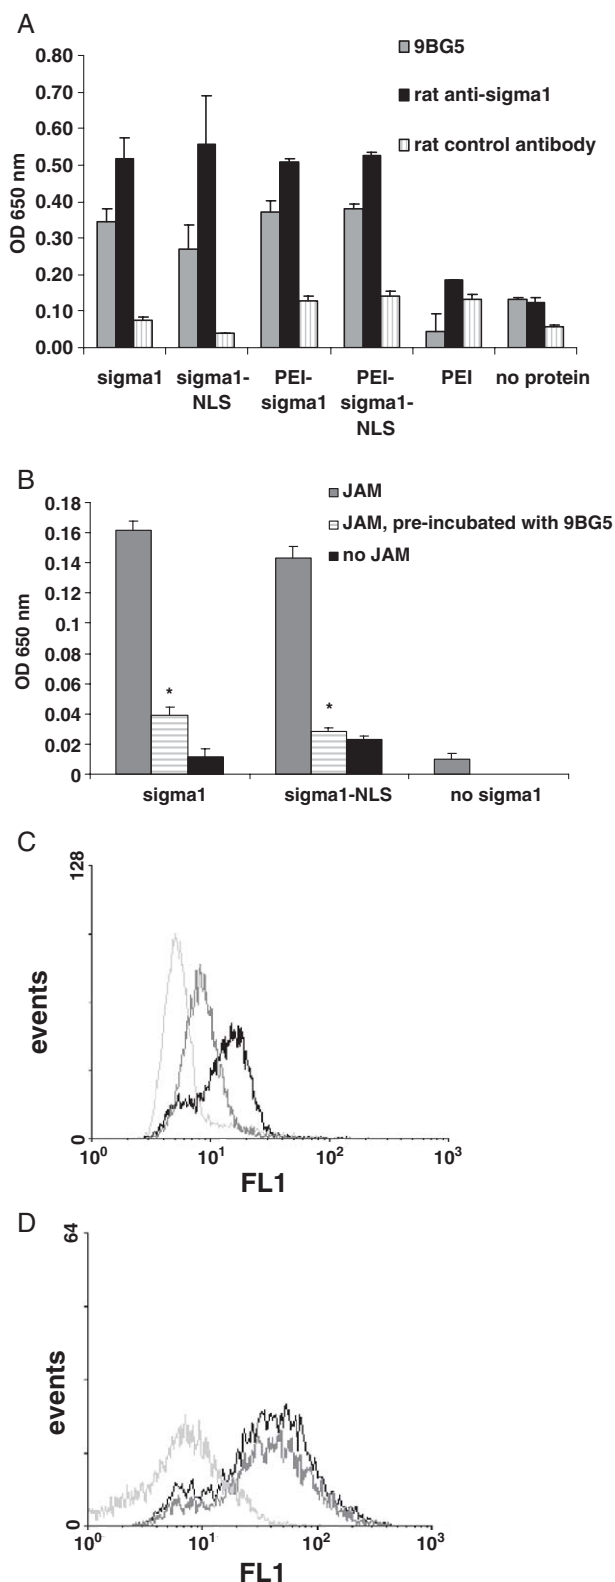 A
0.80
0.70
0.60
0.50
0.40
0.30
0.20
0.10
0.00
OD 650 nm
9BG5
rat anti-sigma1
rat control antibody
sigma1
sigma1-
NLS
PEI-
sigma1
PEI-
sigma1-
NLS
PEI
no protein
B
0.18
0.16
0.14
0.12
0.1
0.08
0.06
0.04
0.02
0
OD 650 nm
JAM
JAM, pre-incubated with 9BG5
no JAM
*
*
sigma1
sigma1-NLS
no sigma1
C
128
events
0
10⁰
10¹
10²
10³
FL1
D
64
events
0
10⁰
10¹
10²
10³
FL1